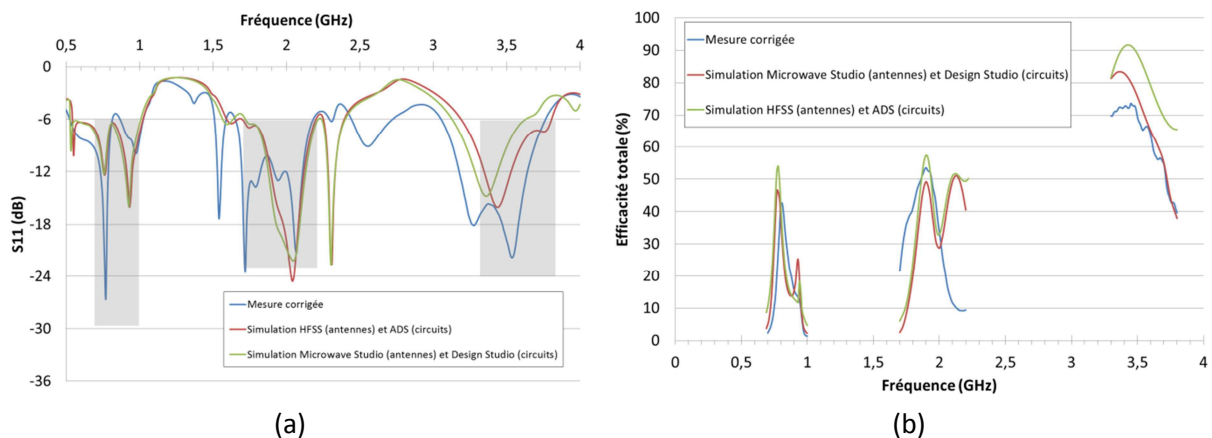 Fréquence (GHz)
0,5 1 1,5 2 2,5 3 3,5 4
0
-6
-12
-18
-24
-30
-36
S11 (dB)
Mesure corrigée
Simulation HFSS (antennes) et ADS (circuits)
Simulation Microwave Studio (antennes) et Design Studio (circuits)
(a)
100
90
80
70
60
50
40
30
20
10
0
Efficacité totale (%)
Mesure corrigée
Simulation Microwave Studio (antennes) et Design Studio (circuits)
Simulation HFSS (antennes) et ADS (circuits)
0 0,5 1 1,5 2 2,5 3 3,5 4
Fréquence (GHz)
(b)